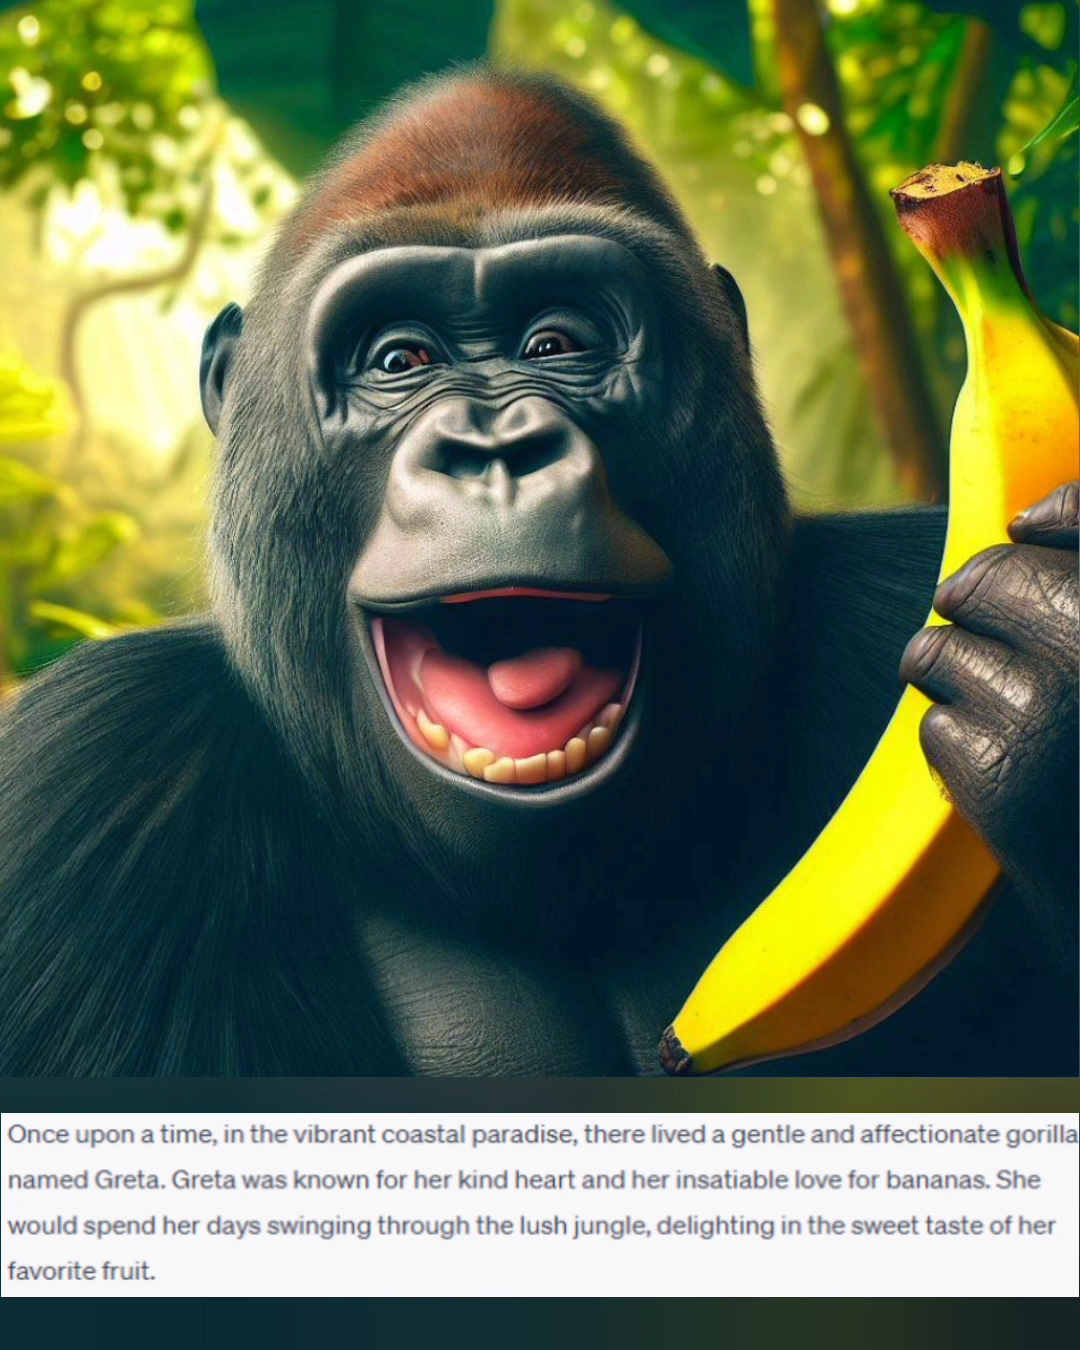 Once upon a time, in the vibrant coastal paradise, there lived a gentle and affectionate gorilla
named Greta. Greta was known for her kind heart and her insatiable love for bananas. She
would spend her days swinging through the lush jungle, delighting in the sweet taste of her
favorite fruit.